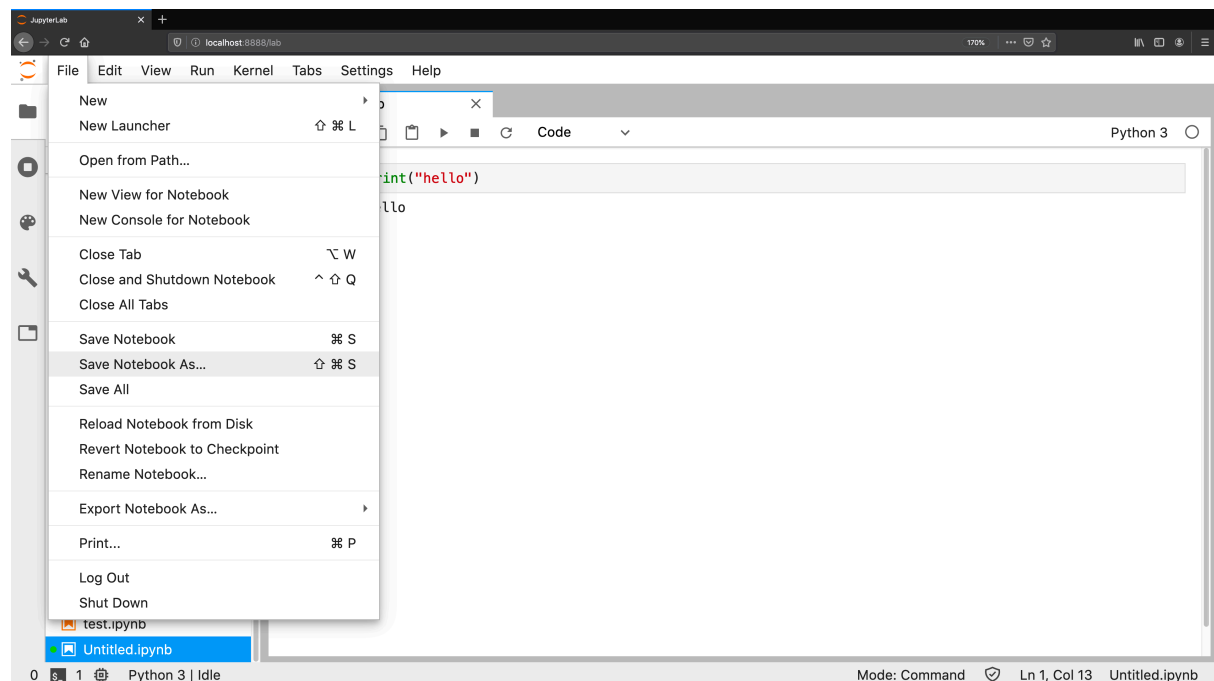 JupyterLab
localhost:8888/lab
170%
File Edit View Run Kernel Tabs Settings Help
New
New Launcher ⇧ ⌘ L
Open from Path...
New View for Notebook
New Console for Notebook
Close Tab ⌥ W
Close and Shutdown Notebook ^ ⇧ Q
Close All Tabs
Save Notebook ⌘ S
Save Notebook As... ⇧ ⌘ S
Save All
Reload Notebook from Disk
Revert Notebook to Checkpoint
Rename Notebook...
Export Notebook As...
Print... ⌘ P
Log Out
Shut Down
Code
Python 3
int("hello")
llo
test.ipynb
Untitled.ipynb
0 1 Python 3 | Idle Mode: Command Ln 1, Col 13 Untitled.ipynb